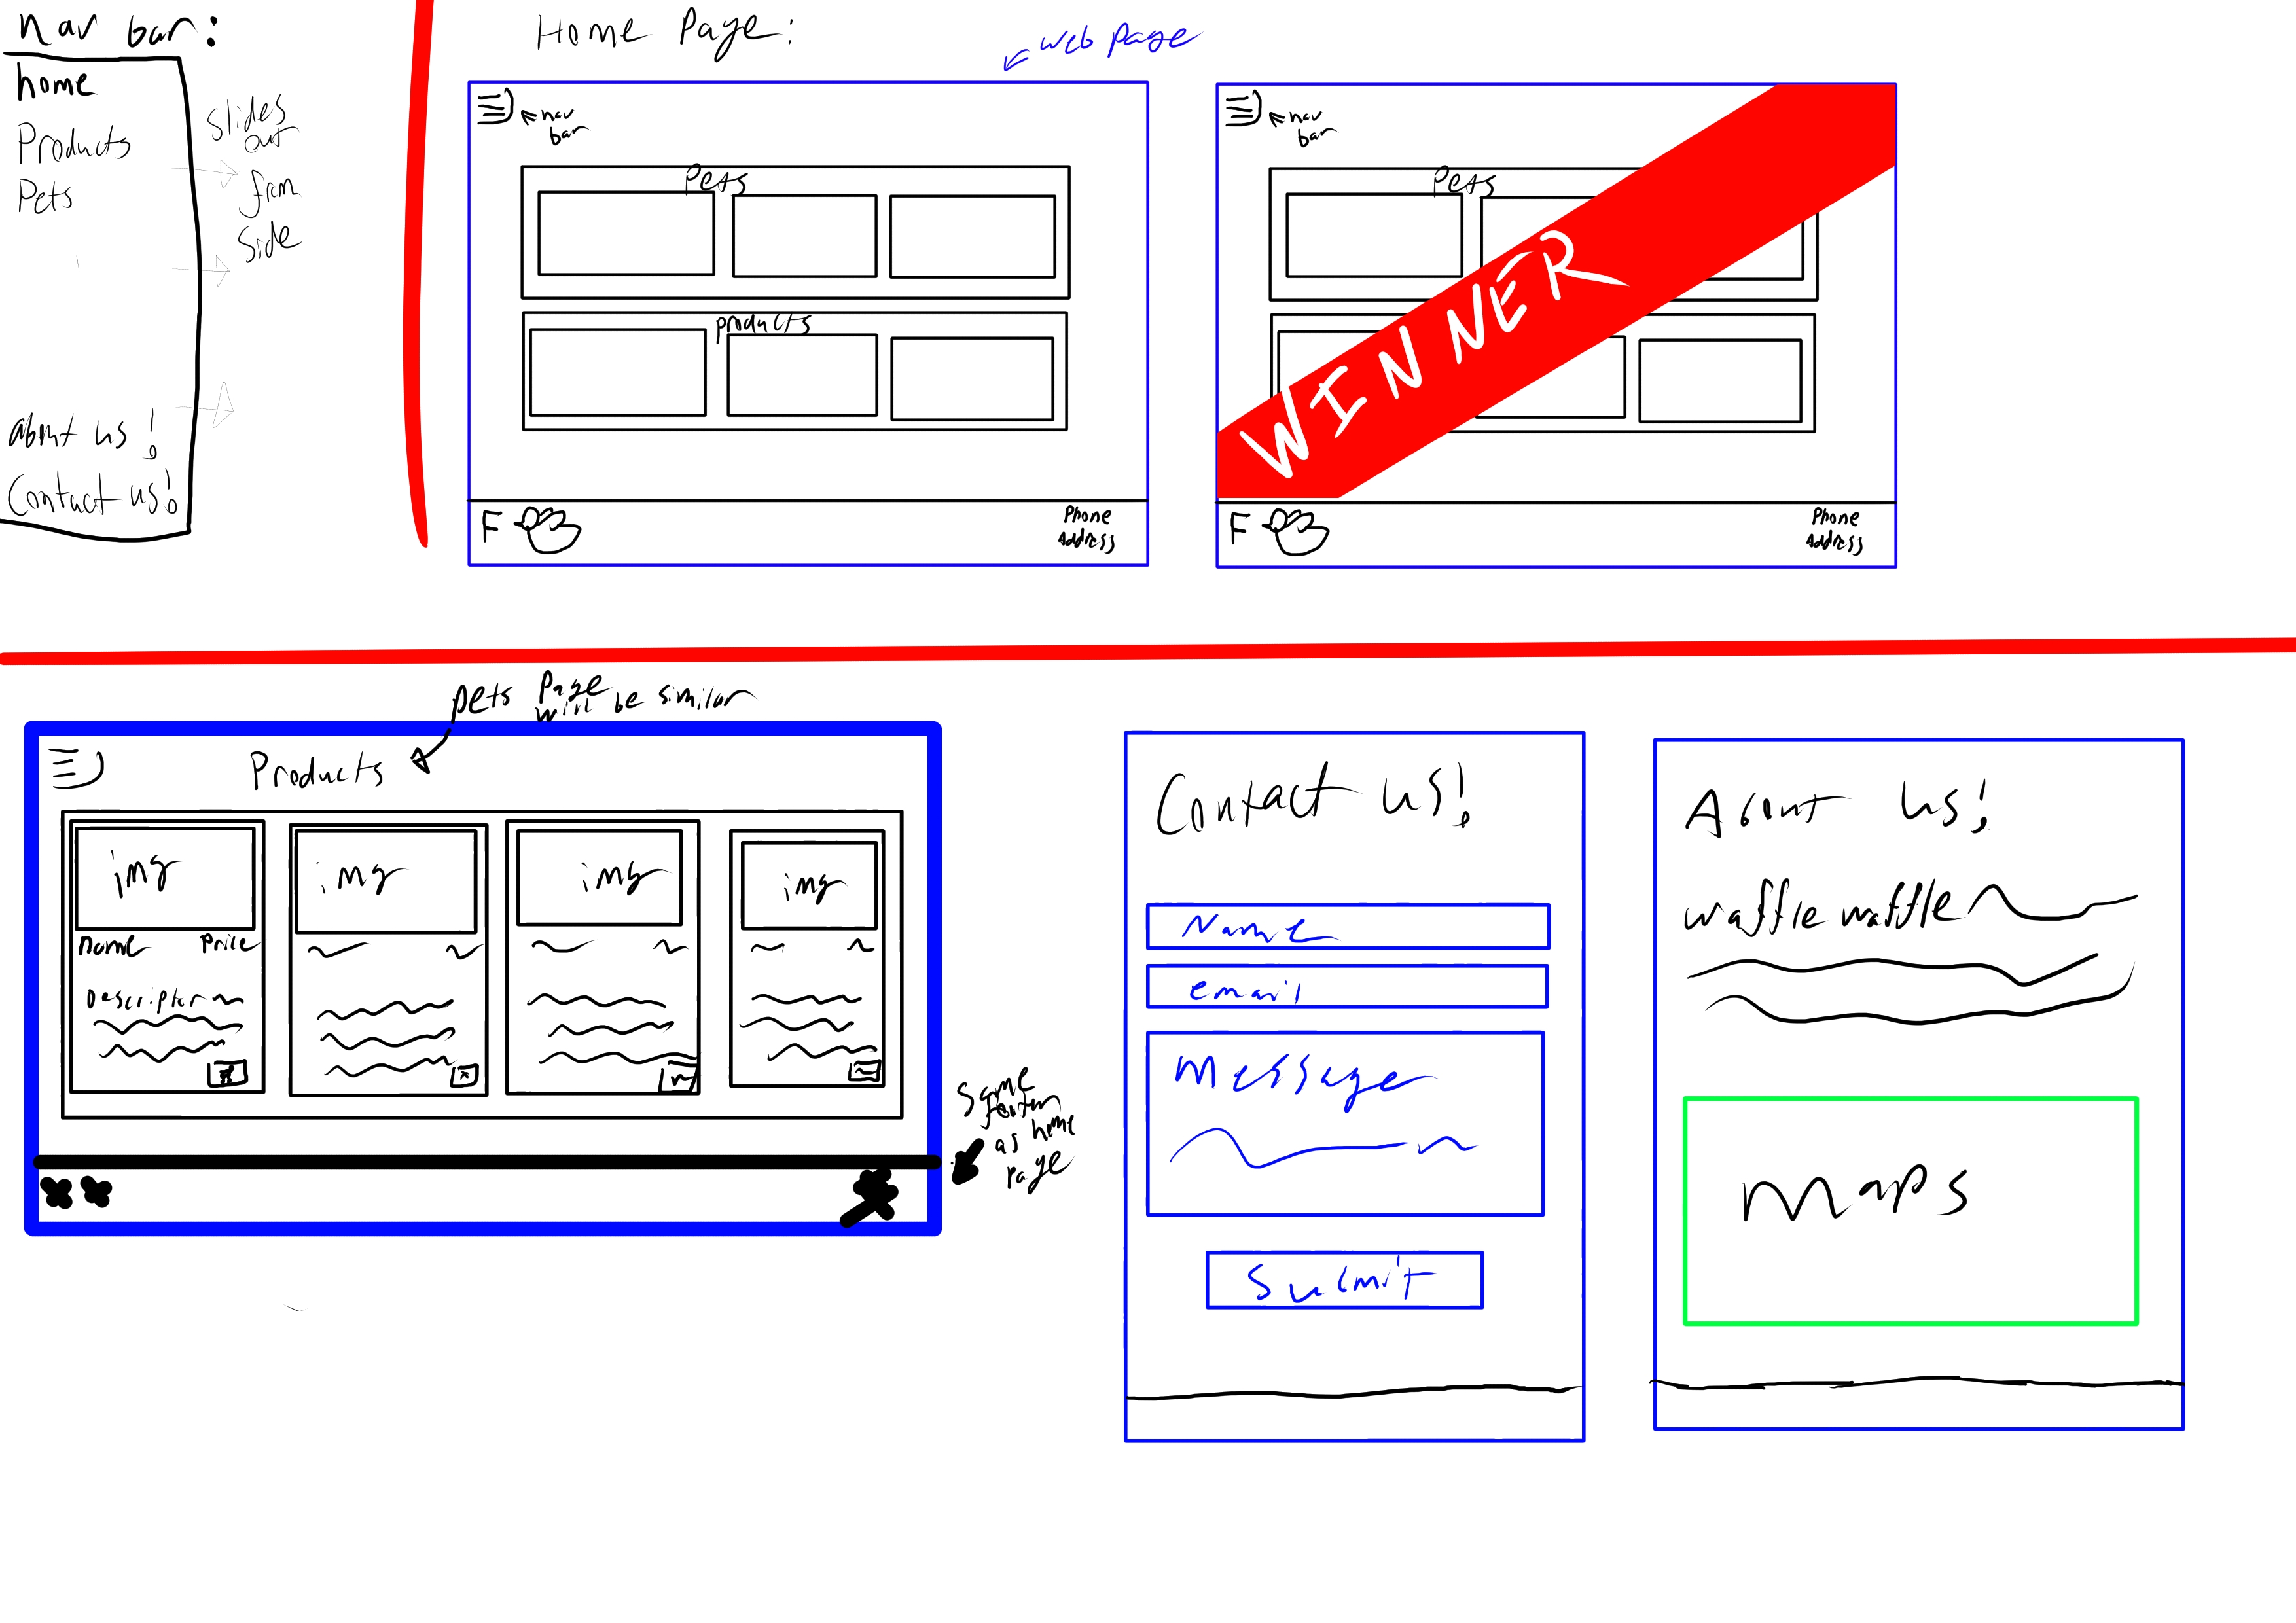 nav bar:
home
Products
Pets
about us!
Contact us!
slides
out
from
side
Home Page:
web page
nav
bar
Pets
products
F
Phone
Address
nav
bar
Pets
WINNER
F
Phone
Address
pets Page
will be similar
Products
img
img
img
img
Name Price
Description
same
footer
as home
page
Contact us!
Name
email
Message
Submit
About us!
waffle waffle
Maps